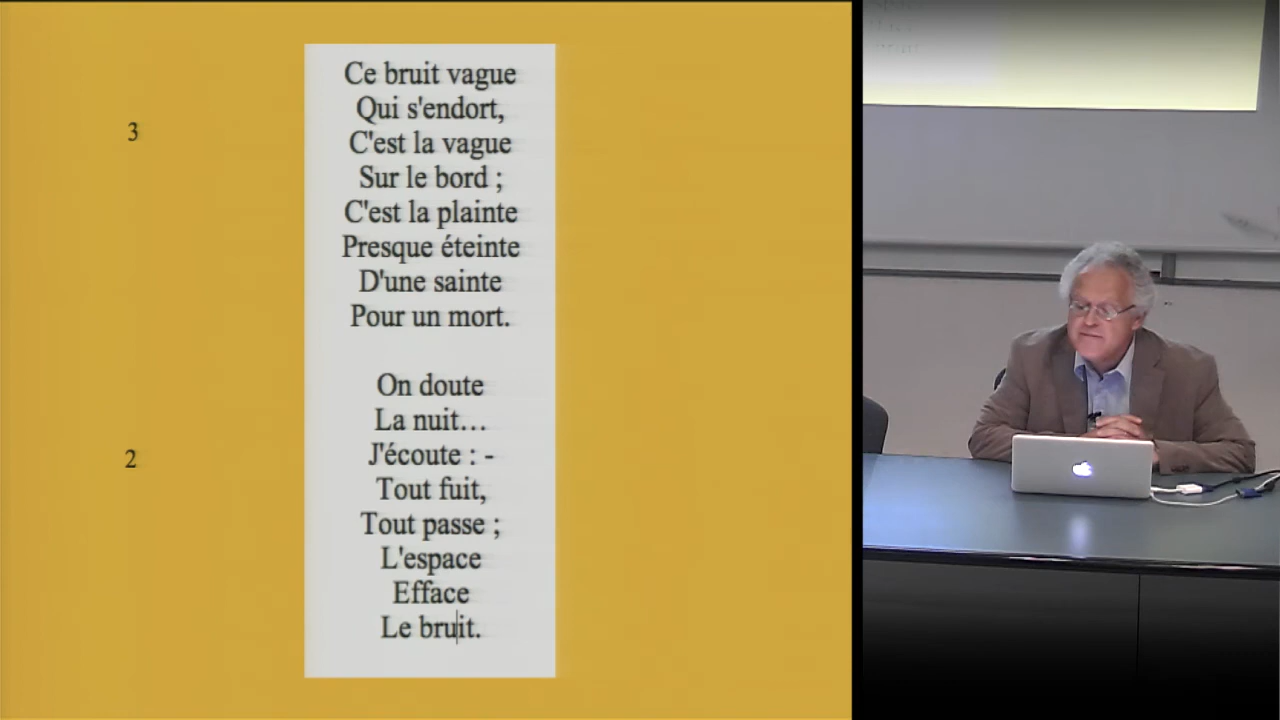 3
Ce bruit vague
Qui s'endort,
C'est la vague
Sur le bord ;
C'est la plainte
Presque éteinte
D'une sainte
Pour un mort.
2
On doute
La nuit…
J'écoute : -
Tout fuit,
Tout passe ;
L'espace
Efface
Le bruit.